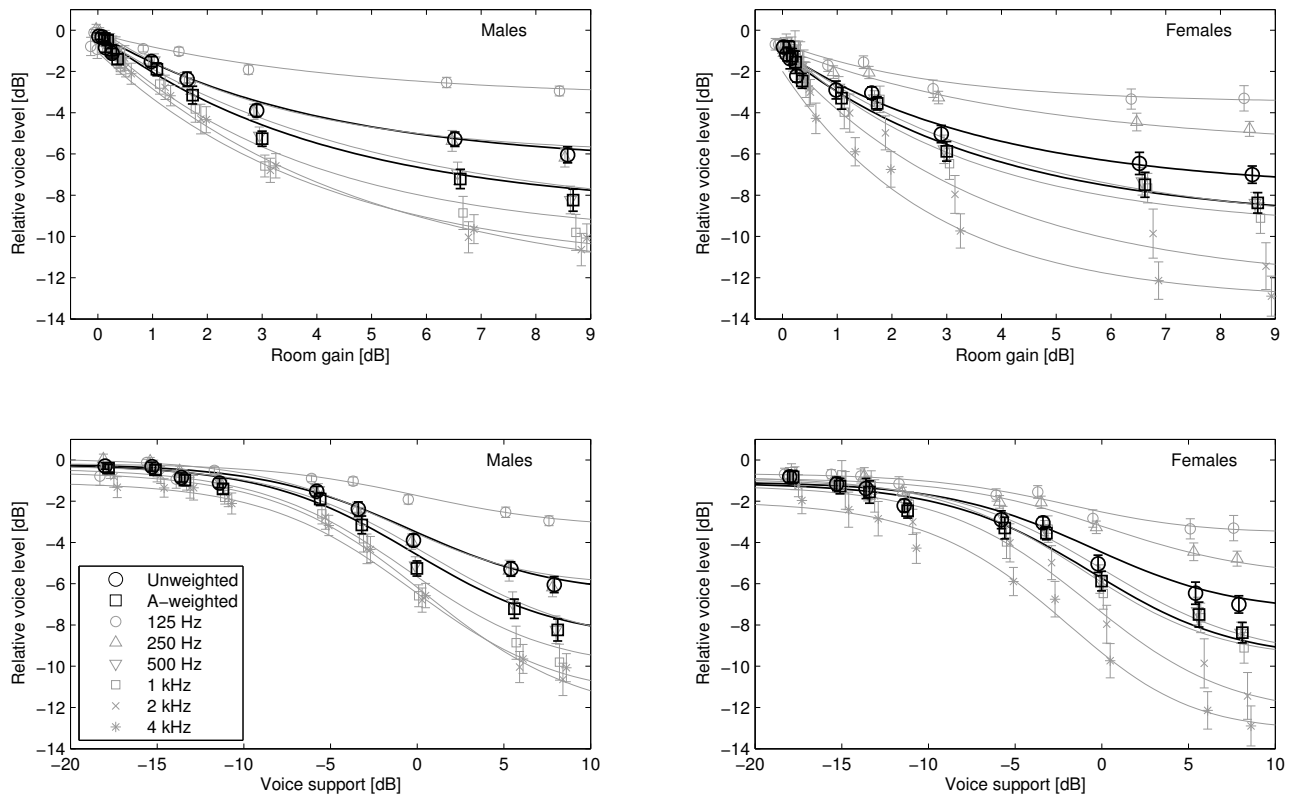 Males
Relative voice level [dB]
0
−2
−4
−6
−8
−10
−12
−14
0 1 2 3 4 5 6 7 8 9
Room gain [dB]
Females
Relative voice level [dB]
0
−2
−4
−6
−8
−10
−12
−14
0 1 2 3 4 5 6 7 8 9
Room gain [dB]
Males
Relative voice level [dB]
1
0
−2
−4
−6
−8
−10
−12
−14
Unweighted
A−weighted
125 Hz
250 Hz
500 Hz
1 kHz
2 kHz
4 kHz
−20 −15 −10 −5 0 5 10
Voice support [dB]
Females
Relative voice level [dB]
1
0
−2
−4
−6
−8
−10
−12
−14
−20 −15 −10 −5 0 5 10
Voice support [dB]